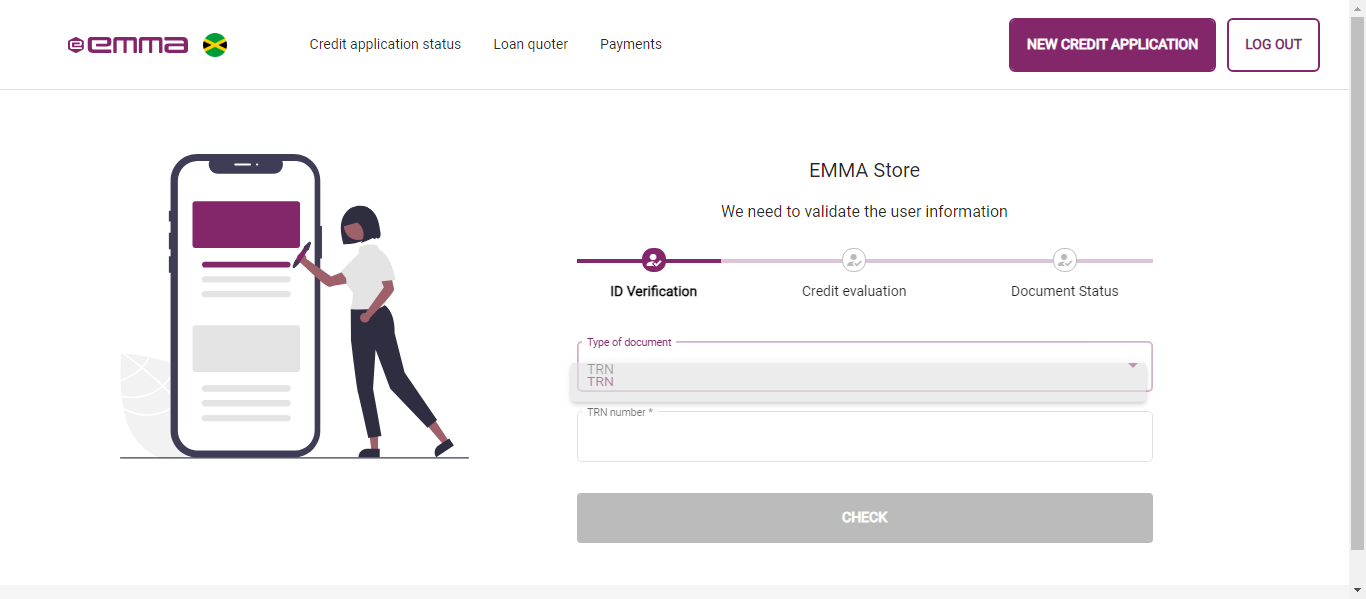 emma
Credit application status
Loan quoter
Payments
NEW CREDIT APPLICATION
LOG OUT
EMMA Store
We need to validate the user information
ID Verification
Credit evaluation
Document Status
Type of document
TRN
TRN
TRN number *
CHECK